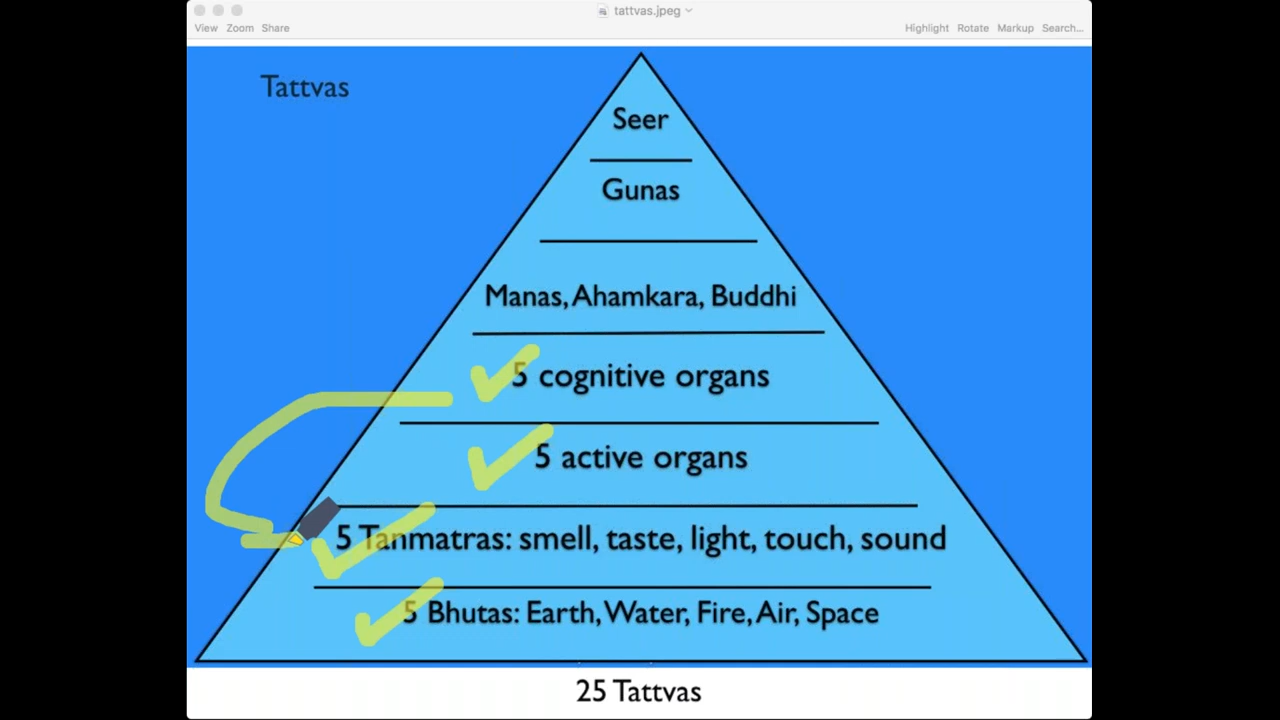 tattvas.jpeg
View Zoom Share
Highlight Rotate Markup Search...
Tattvas
Seer
Gunas
Manas, Ahamkara, Buddhi
5 cognitive organs
5 active organs
5 Tanmatras: smell, taste, light, touch, sound
5 Bhutas: Earth, Water, Fire, Air, Space
25 Tattvas